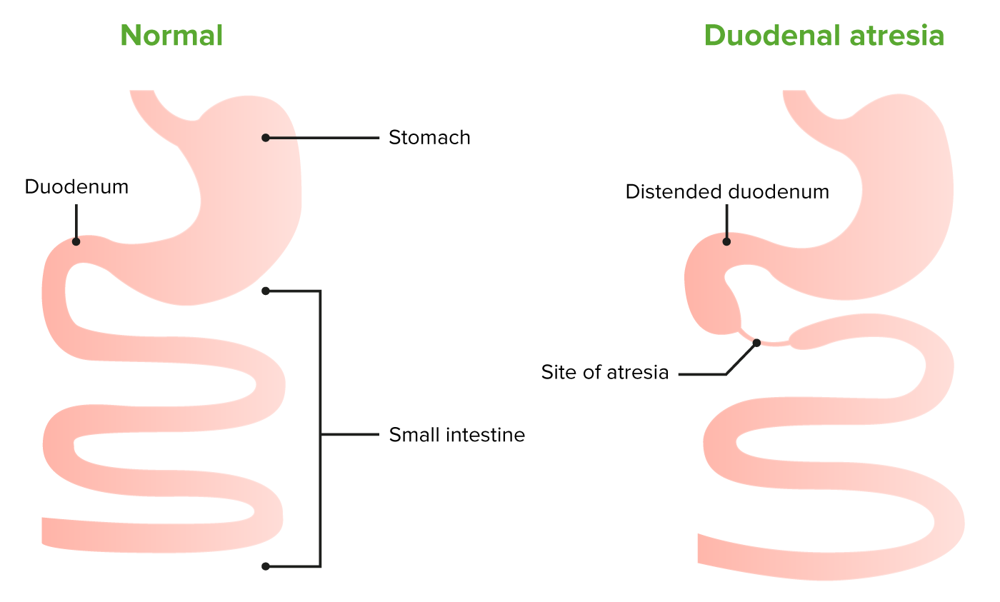 Normal
Stomach
Duodenum
Small intestine
Duodenal atresia
Distended duodenum
Site of atresia